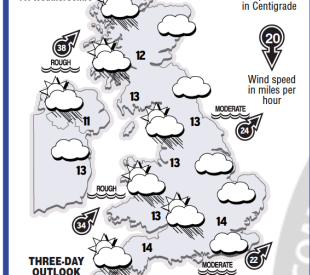 in Centigrade
38
ROUGH
12
20
Wind speed
in miles per
hour
13
MODERATE
24
11
13
13
13
ROUGH
34
13
14
14
MODERATE
22
THREE-DAY
OUTLOOK